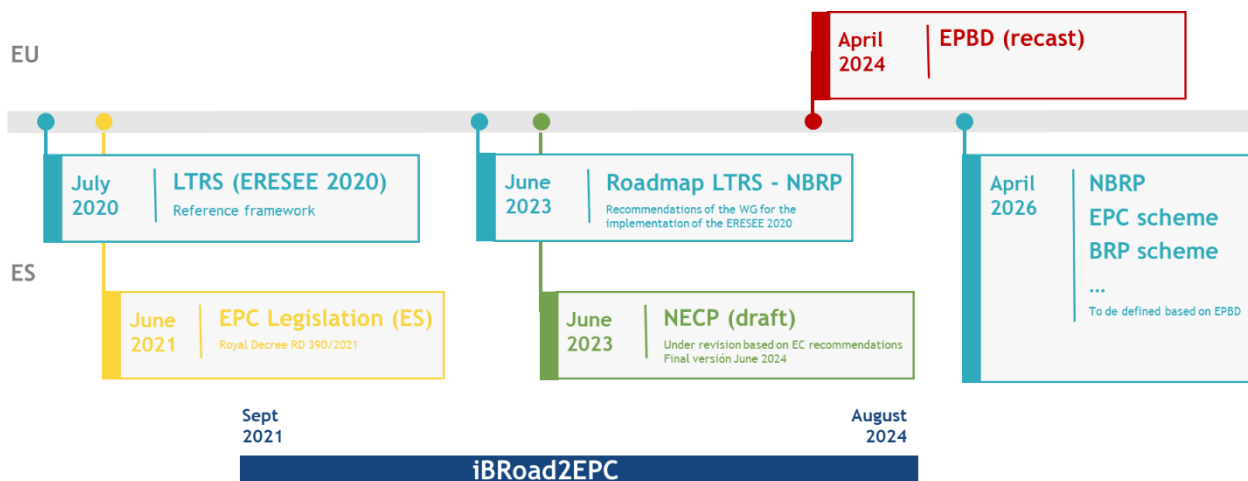 EU
April
2024
EPBD (recast)
July
2020
LTRS (ERESEE 2020)
Reference framework
June
2023
Roadmap LTRS - NBRP
Recommendations of the WG for the
implementation of the ERESEE 2020
April
2026
NBRP
EPC scheme
BRP scheme
...
To de defined based on EPBD
ES
June
2021
EPC Legislation (ES)
Royal Decree RD 390/2021
June
2023
NECP (draft)
Under revision based on EC recommendations
Final versión June 2024
Sept
2021
August
2024
iBRoad2EPC